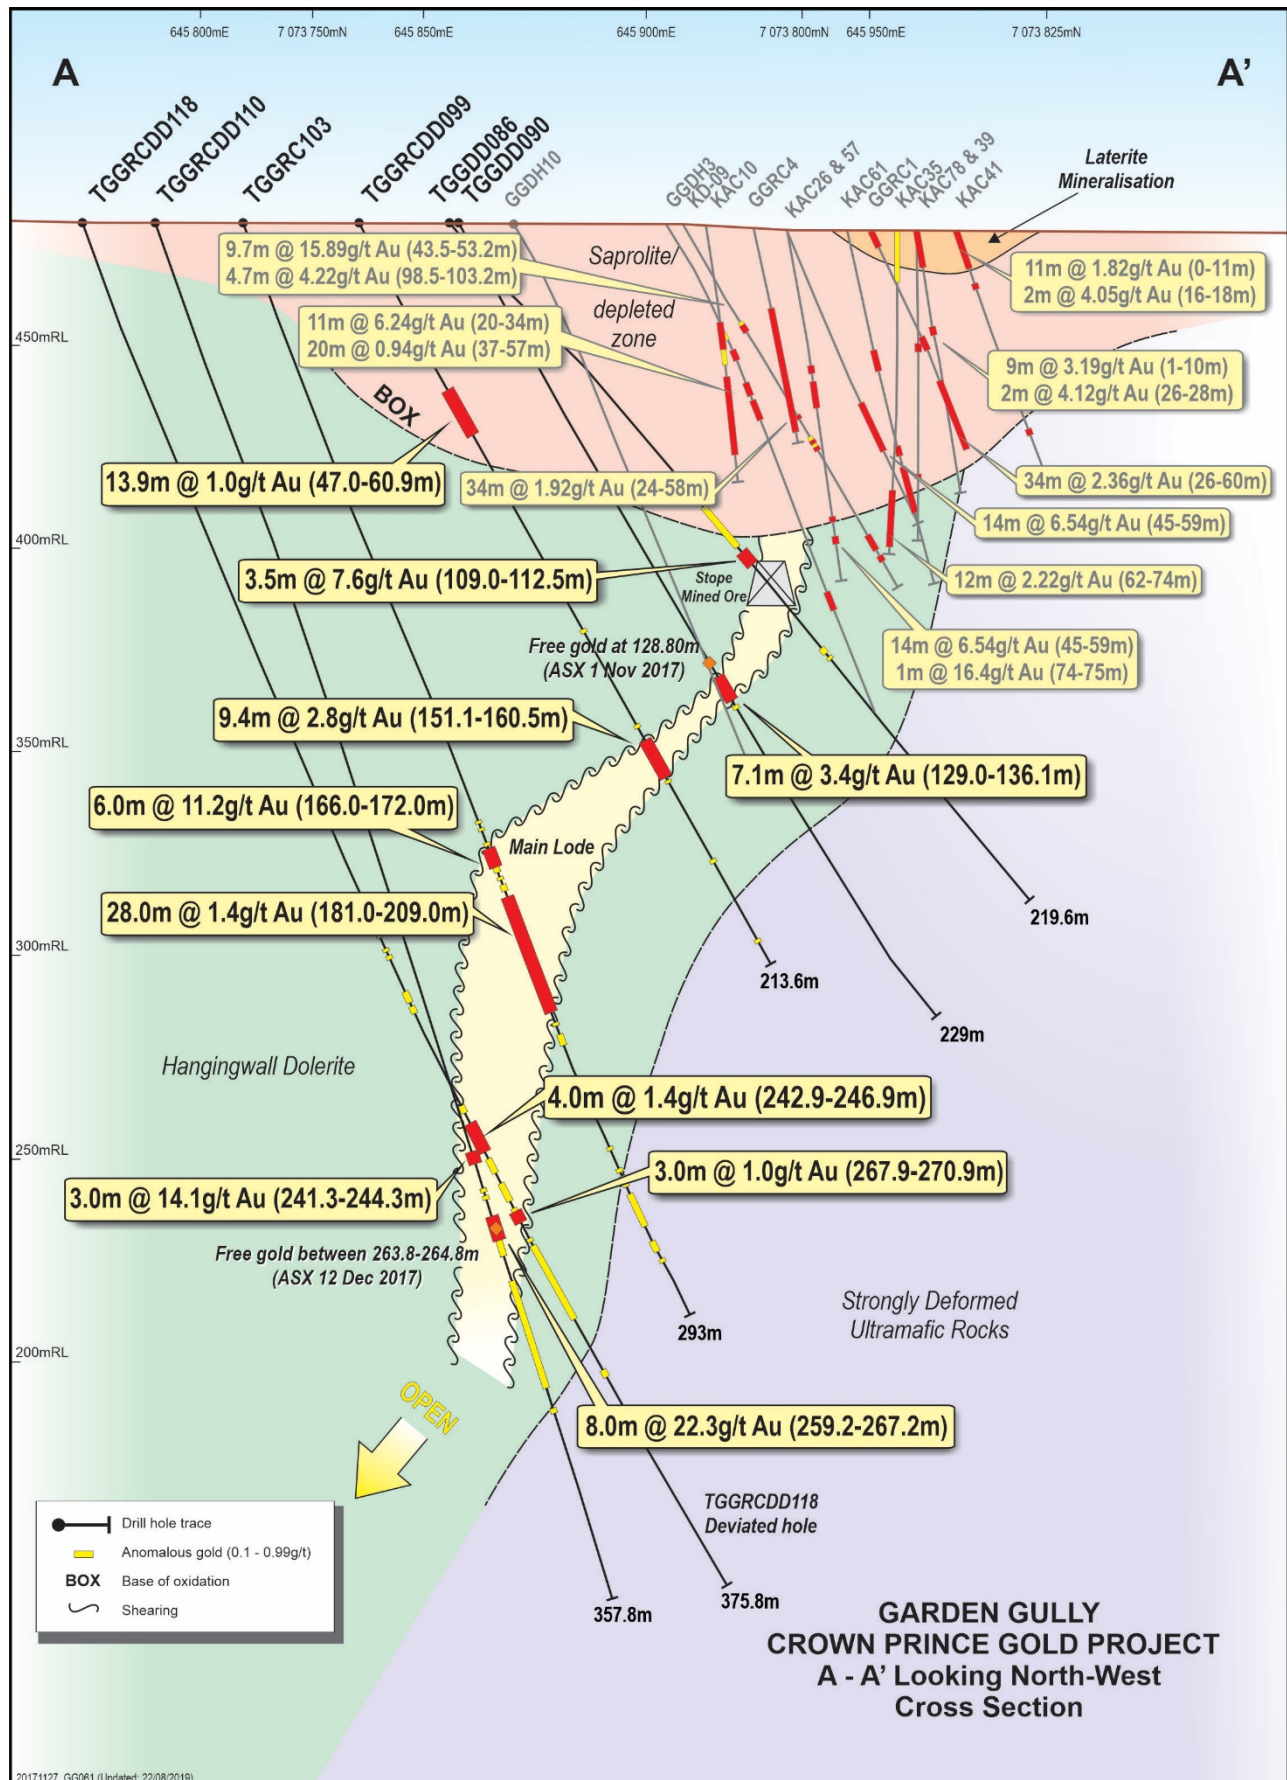 645 800mE
7 073 750mN
645 850mE
645 900mE
7 073 800mN
645 950mE
7 073 825mN
A
A'
TGGRCDD118
TGGRCDD110
TGGRC103
TGGRCDD099
TGGDD086
TGGDD090
GGDH10
GGDH3
KD-09
KAC10
GGRC4
KAC26 & 57
KAC61
GGRC1
KAC35
KAC78 & 39
KAC41
Laterite
Mineralisation
9.7m @ 15.89g/t Au (43.5-53.2m)
4.7m @ 4.22g/t Au (98.5-103.2m)
Saprolite/
depleted
zone
11m @ 1.82g/t Au (0-11m)
2m @ 4.05g/t Au (16-18m)
11m @ 6.24g/t Au (20-34m)
20m @ 0.94g/t Au (37-57m)
450mRL
9m @ 3.19g/t Au (1-10m)
2m @ 4.12g/t Au (26-28m)
BOX
13.9m @ 1.0g/t Au (47.0-60.9m)
34m @ 1.92g/t Au (24-58m)
34m @ 2.36g/t Au (26-60m)
14m @ 6.54g/t Au (45-59m)
400mRL
3.5m @ 7.6g/t Au (109.0-112.5m)
Stope
Mined Ore
12m @ 2.22g/t Au (62-74m)
Free gold at 128.80m
(ASX 1 Nov 2017)
14m @ 6.54g/t Au (45-59m)
1m @ 16.4g/t Au (74-75m)
9.4m @ 2.8g/t Au (151.1-160.5m)
350mRL
7.1m @ 3.4g/t Au (129.0-136.1m)
6.0m @ 11.2g/t Au (166.0-172.0m)
Main Lode
28.0m @ 1.4g/t Au (181.0-209.0m)
219.6m
300mRL
213.6m
229m
Hangingwall Dolerite
4.0m @ 1.4g/t Au (242.9-246.9m)
250mRL
3.0m @ 1.0g/t Au (267.9-270.9m)
3.0m @ 14.1g/t Au (241.3-244.3m)
Free gold between 263.8-264.8m
(ASX 12 Dec 2017)
Strongly Deformed
Ultramafic Rocks
293m
200mRL
OPEN
8.0m @ 22.3g/t Au (259.2-267.2m)
TGGRCDD118
Deviated hole
Drill hole trace
Anomalous gold (0.1 - 0.99g/t)
BOX Base of oxidation
Shearing
357.8m
375.8m
GARDEN GULLY
CROWN PRINCE GOLD PROJECT
A - A' Looking North-West
Cross Section
20171127_GG061 (Updated: 22/08/2019)